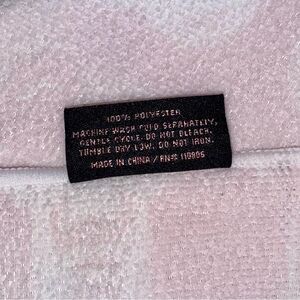 100% POLYESTER
MACHINE WASH COLD SEPARATELY,
GENTLE CYCLE. DO NOT BLEACH.
TUMBLE DRY LOW. DO NOT IRON.
MADE IN CHINA / RN# 119806